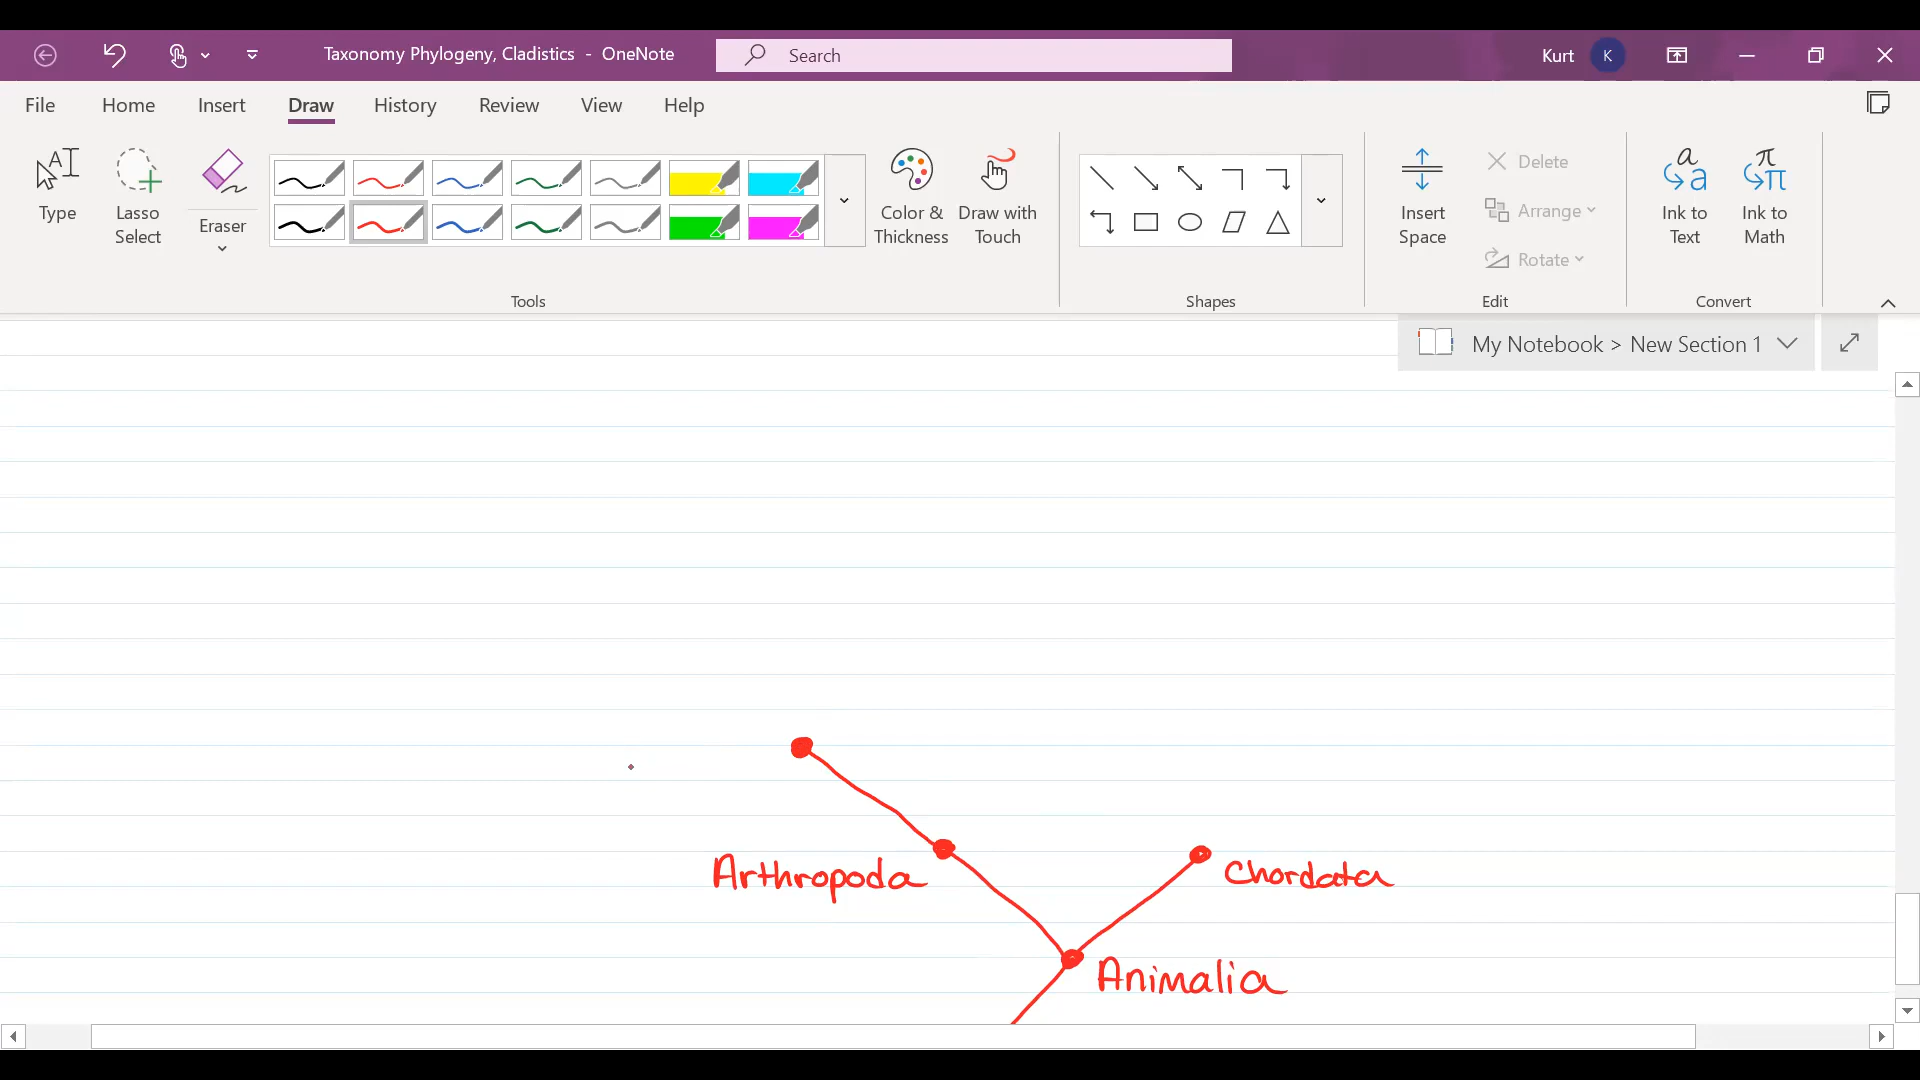 Taxonomy Phylogeny, Cladistics - OneNote
Search
Kurt K
File Home Insert Draw History Review View Help
Type
Lasso Select
Eraser
Color & Thickness
Draw with Touch
Insert Space
Delete
Arrange
Rotate
Ink to Text
Ink to Math
Tools Shapes Edit Convert
My Notebook > New Section 1
Arthropoda
Chordata
Animalia